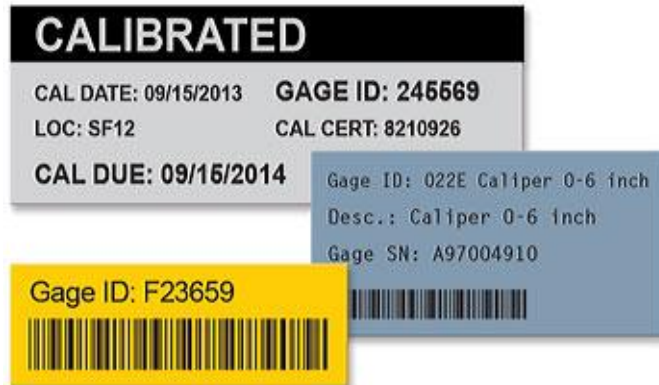 CALIBRATED
CAL DATE: 09/15/2013 GAGE ID: 245569
LOC: SF12 CAL CERT: 8210926
CAL DUE: 09/15/2014
Gage ID: 022E Caliper 0-6 inch
Desc.: Caliper 0-6 inch
Gage SN: A97004910
Gage ID: F23659